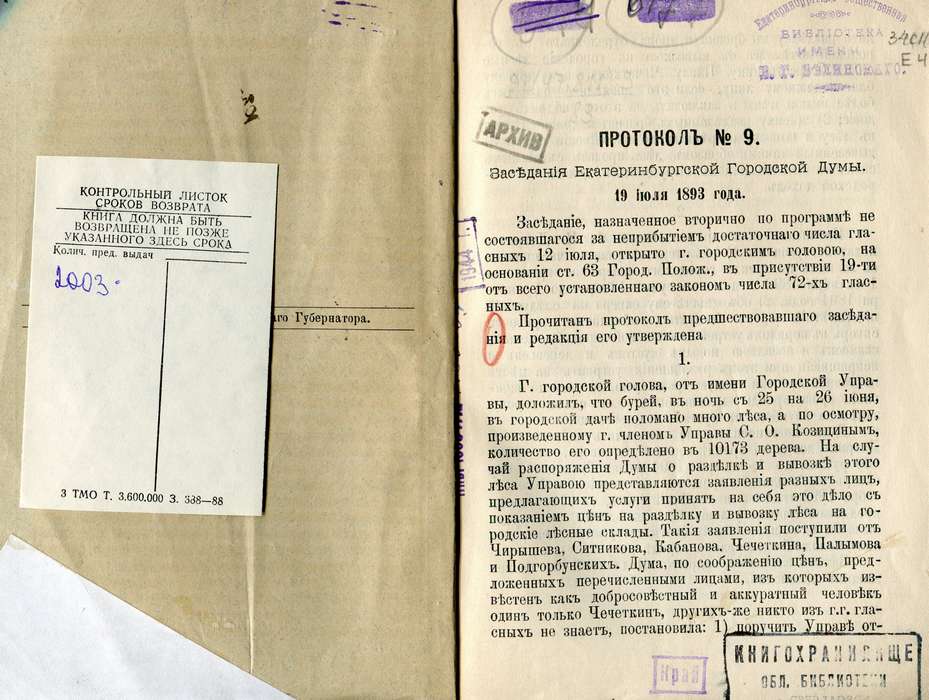 КОНТРОЛЬНЫЙ ЛИСТОК
СРОКОВ ВОЗВРАТА
КНИГА ДОЛЖНА БЫТЬ
ВОЗВРАЩЕНА НЕ ПОЗЖЕ
УКАЗАННОГО ЗДЕСЬ СРОКА
Колич. пред. выдач
2003.
3 ТМО Т. 3.600.000 З. 338—88
аго Губернатора.
Екатеринбургская Общественная
БИБЛІОТЕКА
ИМЕНИ
В. Г. БѢЛИНСКАГО.
34С11
Е 4
АРХИВ
1944 г.
ПРОТОКОЛЪ № 9.
Засѣданія Екатеринбургской Городской Думы.
19 іюля 1893 года.
Засѣданіе, назначенное вторично по программѣ не
состоявшагося за неприбытіемъ достаточнаго числа гла-
сныхъ 12 іюля, открыто г. городскимъ головою, на
основаніи ст. 63 Город. Полож., въ присутствіи 19-ти
отъ всего установленнаго закономъ числа 72-хъ глас-
ныхъ.
Прочитанъ протоколъ предшествовавшаго засѣда-
нія и редакція его утверждена
1.
Г. городской голова, отъ имени Городской Упра-
вы, доложилъ, что бурей, въ ночь съ 25 на 26 іюня,
въ городской дачѣ поломано много лѣса, а по осмотру,
произведенному г. членомъ Управы С. О. Козицинымъ,
количество его опредѣлено въ 10173 дерева. На слу-
чай распоряженія Думы о раздѣлкѣ и вывозкѣ этого
лѣса Управою представляются заявленія разныхъ лицъ,
предлагающихъ услуги принять на себя это дѣло съ
показаніемъ цѣнъ на раздѣлку и вывозку лѣса на го-
родскіе лѣсные склады. Такія заявленія поступили отъ
Чирышева, Ситникова, Кабанова, Чечеткина, Палымова
и Подгорбунскихъ. Дума, по соображенію цѣнъ, пред-
ложенныхъ перечисленными лицами, изъ которыхъ из-
вѣстенъ какъ добросовѣстный и аккуратный человѣкъ
одинъ только Чечеткинъ, другихъ-же никто изъ г.г. гла-
сныхъ не знаетъ, постановила: 1) поручить Управѣ от-
Край
КНИГОХРАНИЛИЩЕ
ОБЛ. БИБЛИОТЕКИ